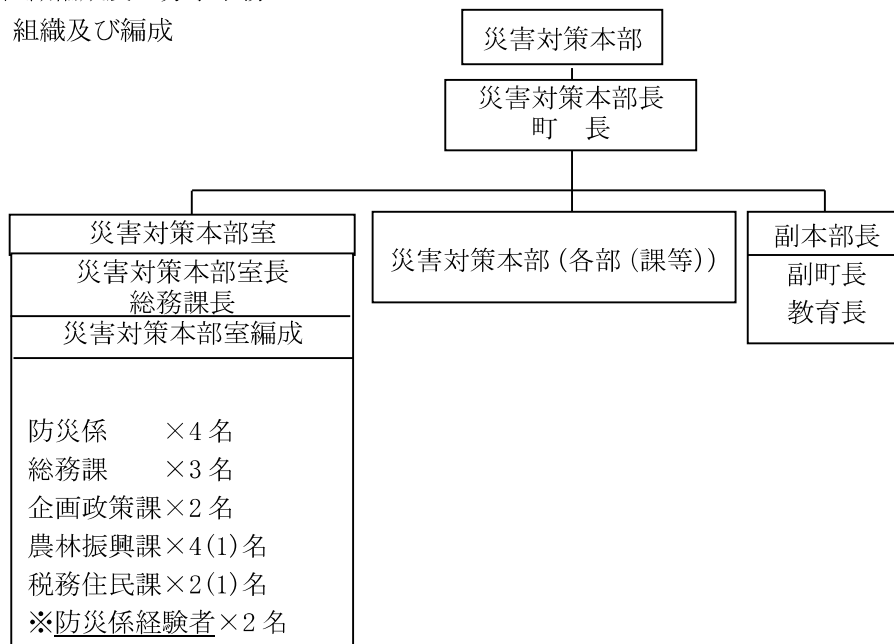 組織及び編成
災害対策本部
災害対策本部長
町　長
災害対策本部室
災害対策本部室長
総務課長
災害対策本部室編成
防災係　　×4名
総務課　　×3名
企画政策課×2名
農林振興課×4(1)名
税務住民課×2(1)名
※防災係経験者×2名
災害対策本部(各部(課等))
副本部長
副町長
教育長